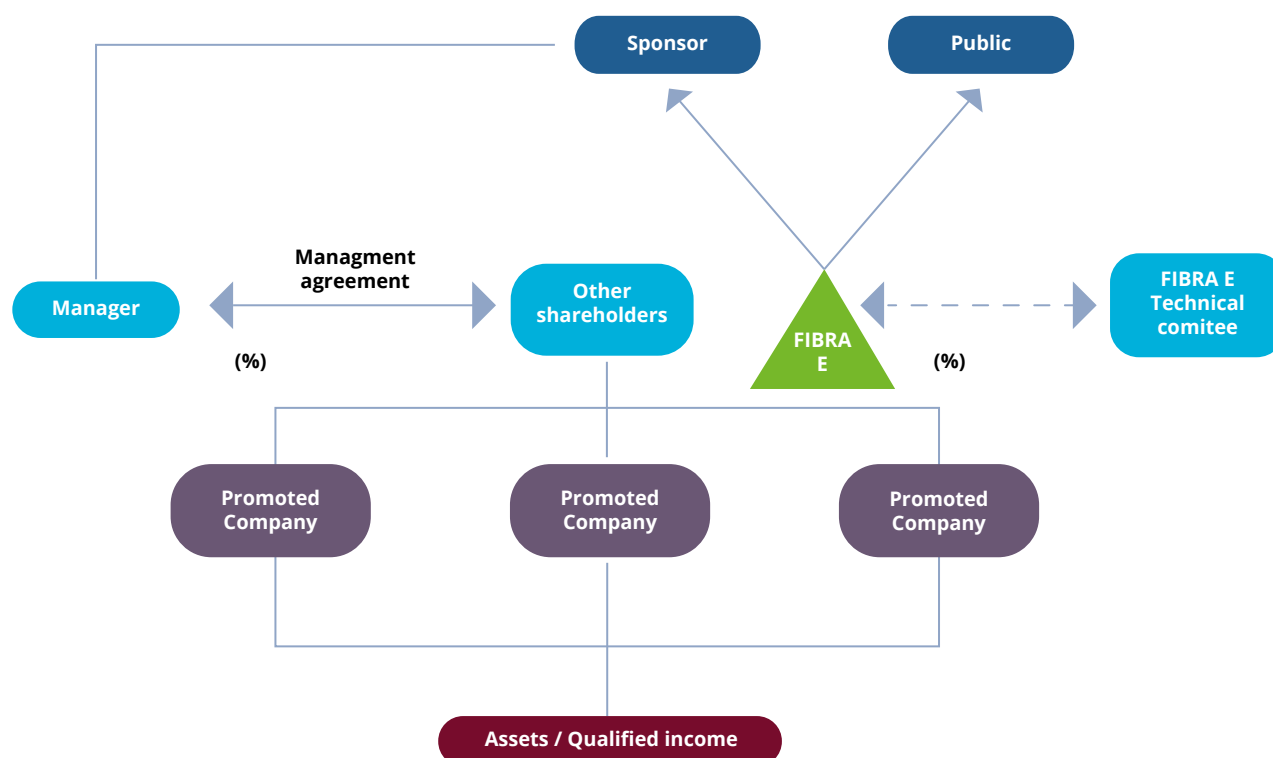 Sponsor
Public
Managment
agreement
Manager
Other
shareholders
FIBRA E
Technical
comitee
FIBRA
E
(%)
(%)
Promoted
Company
Promoted
Company
Promoted
Company
Assets / Qualified income